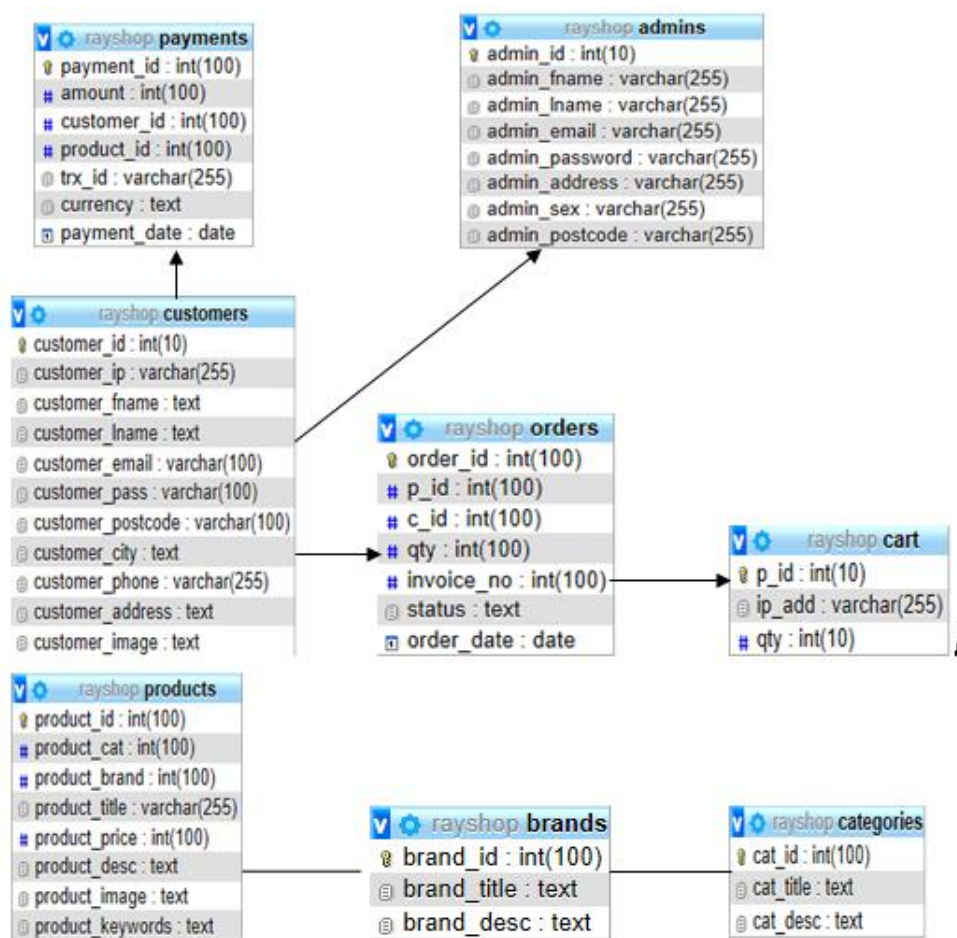 rayshop payments
payment_id : int(100)
amount : int(100)
customer_id : int(100)
product_id : int(100)
trx_id : varchar(255)
currency : text
payment_date : date
rayshop admins
admin_id : int(10)
admin_fname : varchar(255)
admin_lname : varchar(255)
admin_email : varchar(255)
admin_password : varchar(255)
admin_address : varchar(255)
admin_sex : varchar(255)
admin_postcode : varchar(255)
rayshop customers
customer_id : int(10)
customer_ip : varchar(255)
customer_fname : text
customer_lname : text
customer_email : varchar(100)
customer_pass : varchar(100)
customer_postcode : varchar(100)
customer_city : text
customer_phone : varchar(255)
customer_address : text
customer_image : text
rayshop orders
order_id : int(100)
p_id : int(100)
c_id : int(100)
qty : int(100)
invoice_no : int(100)
status : text
order_date : date
rayshop cart
p_id : int(10)
ip_add : varchar(255)
qty : int(10)
rayshop products
product_id : int(100)
product_cat : int(100)
product_brand : int(100)
product_title : varchar(255)
product_price : int(100)
product_desc : text
product_image : text
product_keywords : text
rayshop brands
brand_id : int(100)
brand_title : text
brand_desc : text
rayshop categories
cat_id : int(100)
cat_title : text
cat_desc : text